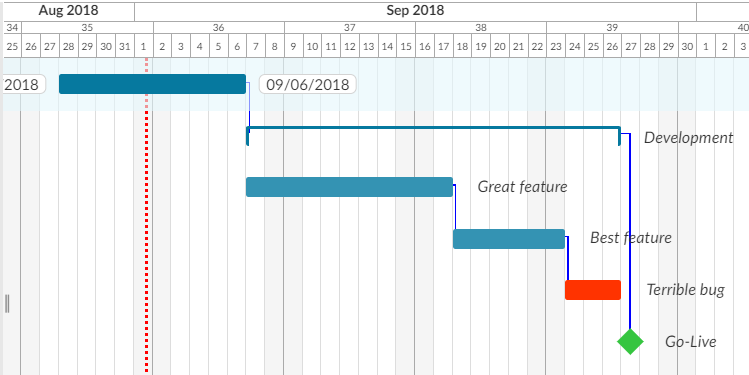 Aug 2018 Sep 2018
34 35 36 37 38 39 40
25 26 27 28 29 30 31 1 2 3 4 5 6 7 8 9 10 11 12 13 14 15 16 17 18 19 20 21 22 23 24 25 26 27 28 29 30 1 2 3
2018 09/06/2018
Development
Great feature
Best feature
Terrible bug
Go-Live